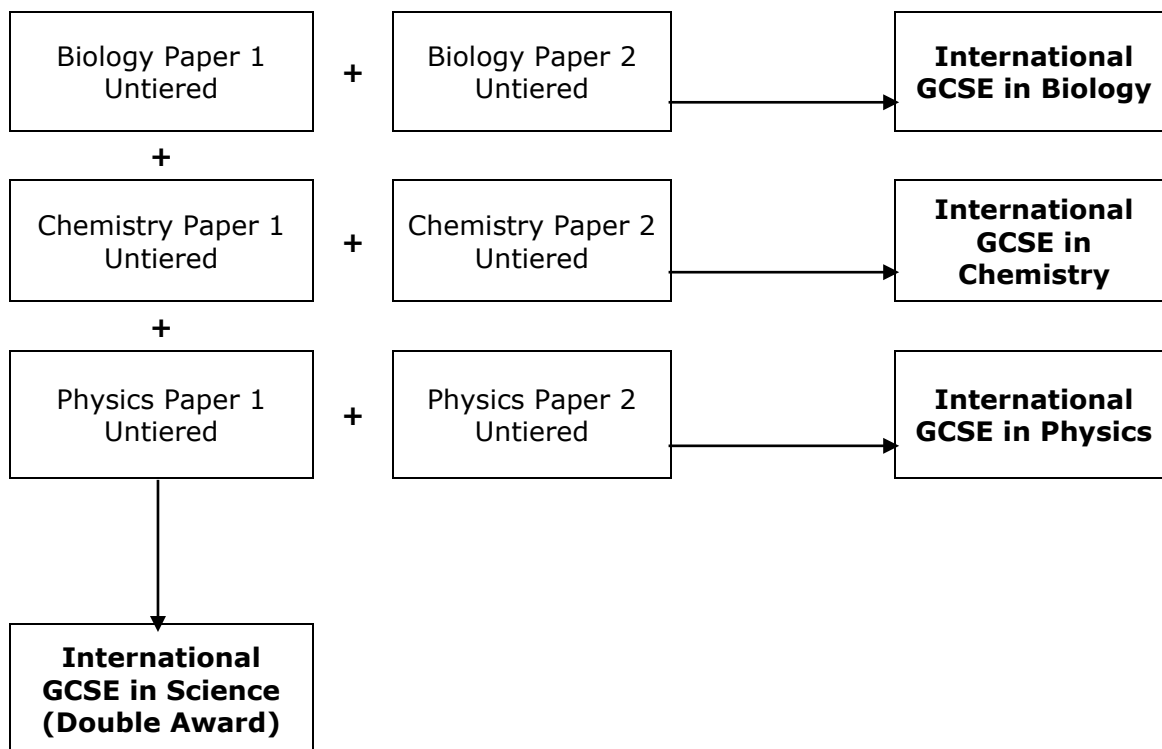 Biology Paper 1
Untiered
+
Biology Paper 2
Untiered
International
GCSE in Biology
+
Chemistry Paper 1
Untiered
+
Chemistry Paper 2
Untiered
International
GCSE in
Chemistry
+
Physics Paper 1
Untiered
+
Physics Paper 2
Untiered
International
GCSE in Physics
International
GCSE in Science
(Double Award)